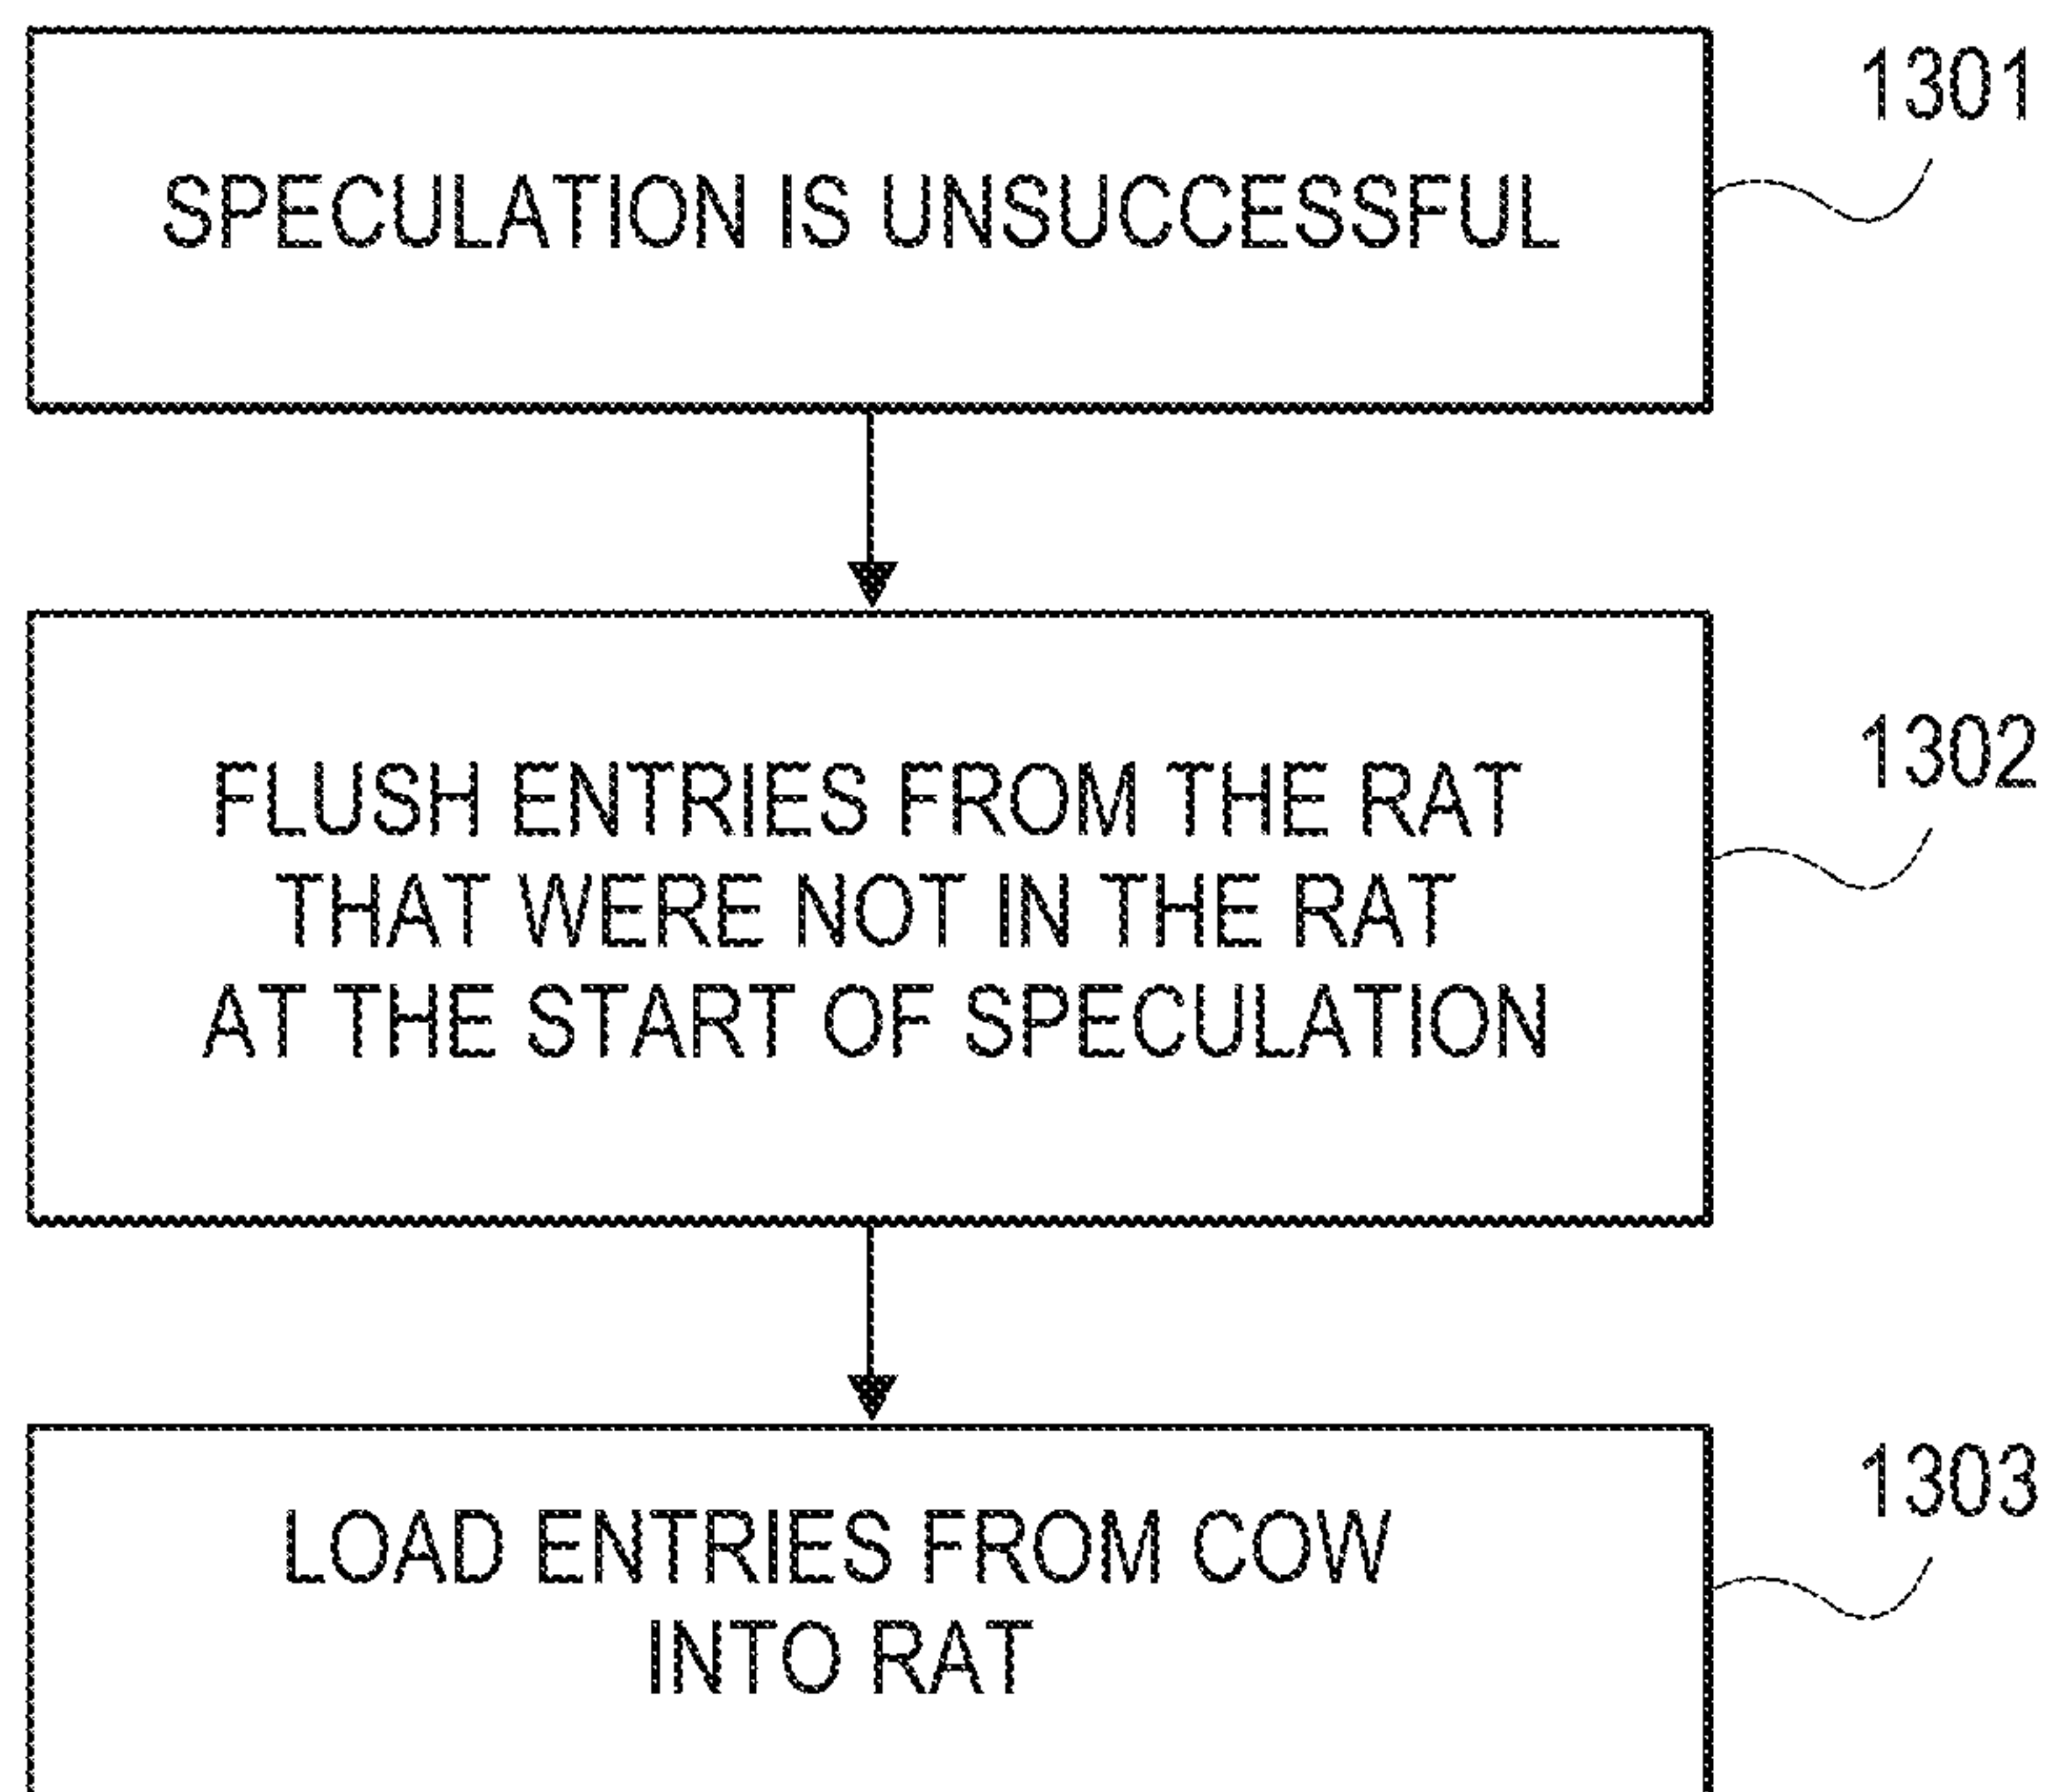 1301
SPECULATION IS UNSUCCESSFUL
1302
FLUSH ENTRIES FROM THE RAT
THAT WERE NOT IN THE RAT
AT THE START OF SPECULATION
1303
LOAD ENTRIES FROM COW
INTO RAT